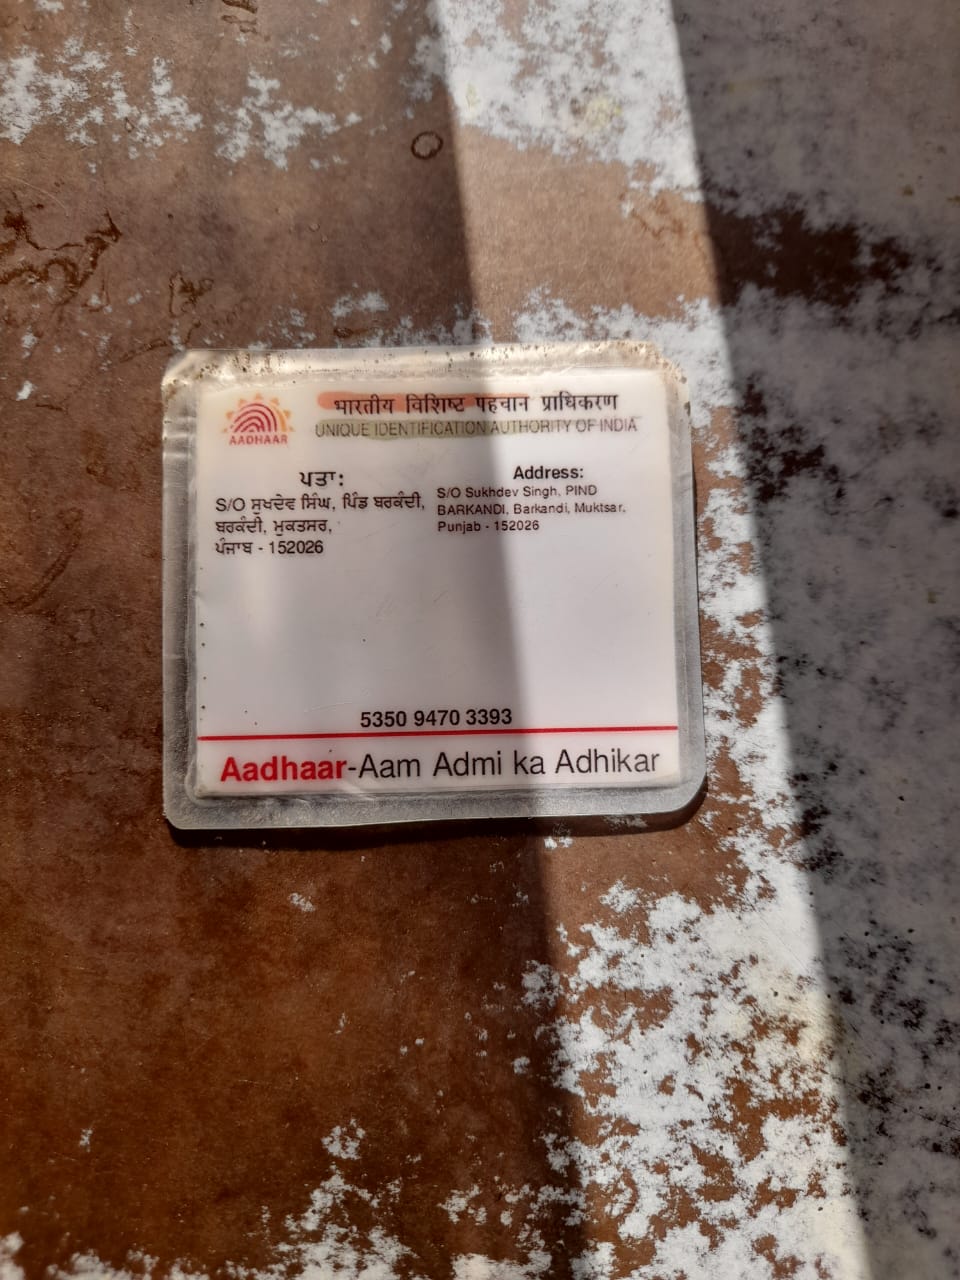 भारतीय विशिष्ट पहचान प्राधिकरण
UNIQUE IDENTIFICATION AUTHORITY OF INDIA
AADHAAR
ਪਤਾ:
S/O ਸੁਖਦੇਵ ਸਿੰਘ, ਪਿੰਡ ਬਰਕੰਦੀ,
ਬਰਕੰਦੀ, ਮੁਕਤਸਰ,
ਪੰਜਾਬ - 152026
Address:
S/O Sukhdev Singh, PIND
BARKANDI, Barkandi, Muktsar,
Punjab - 152026
5350 9470 3393
Aadhaar-Aam Admi ka Adhikar